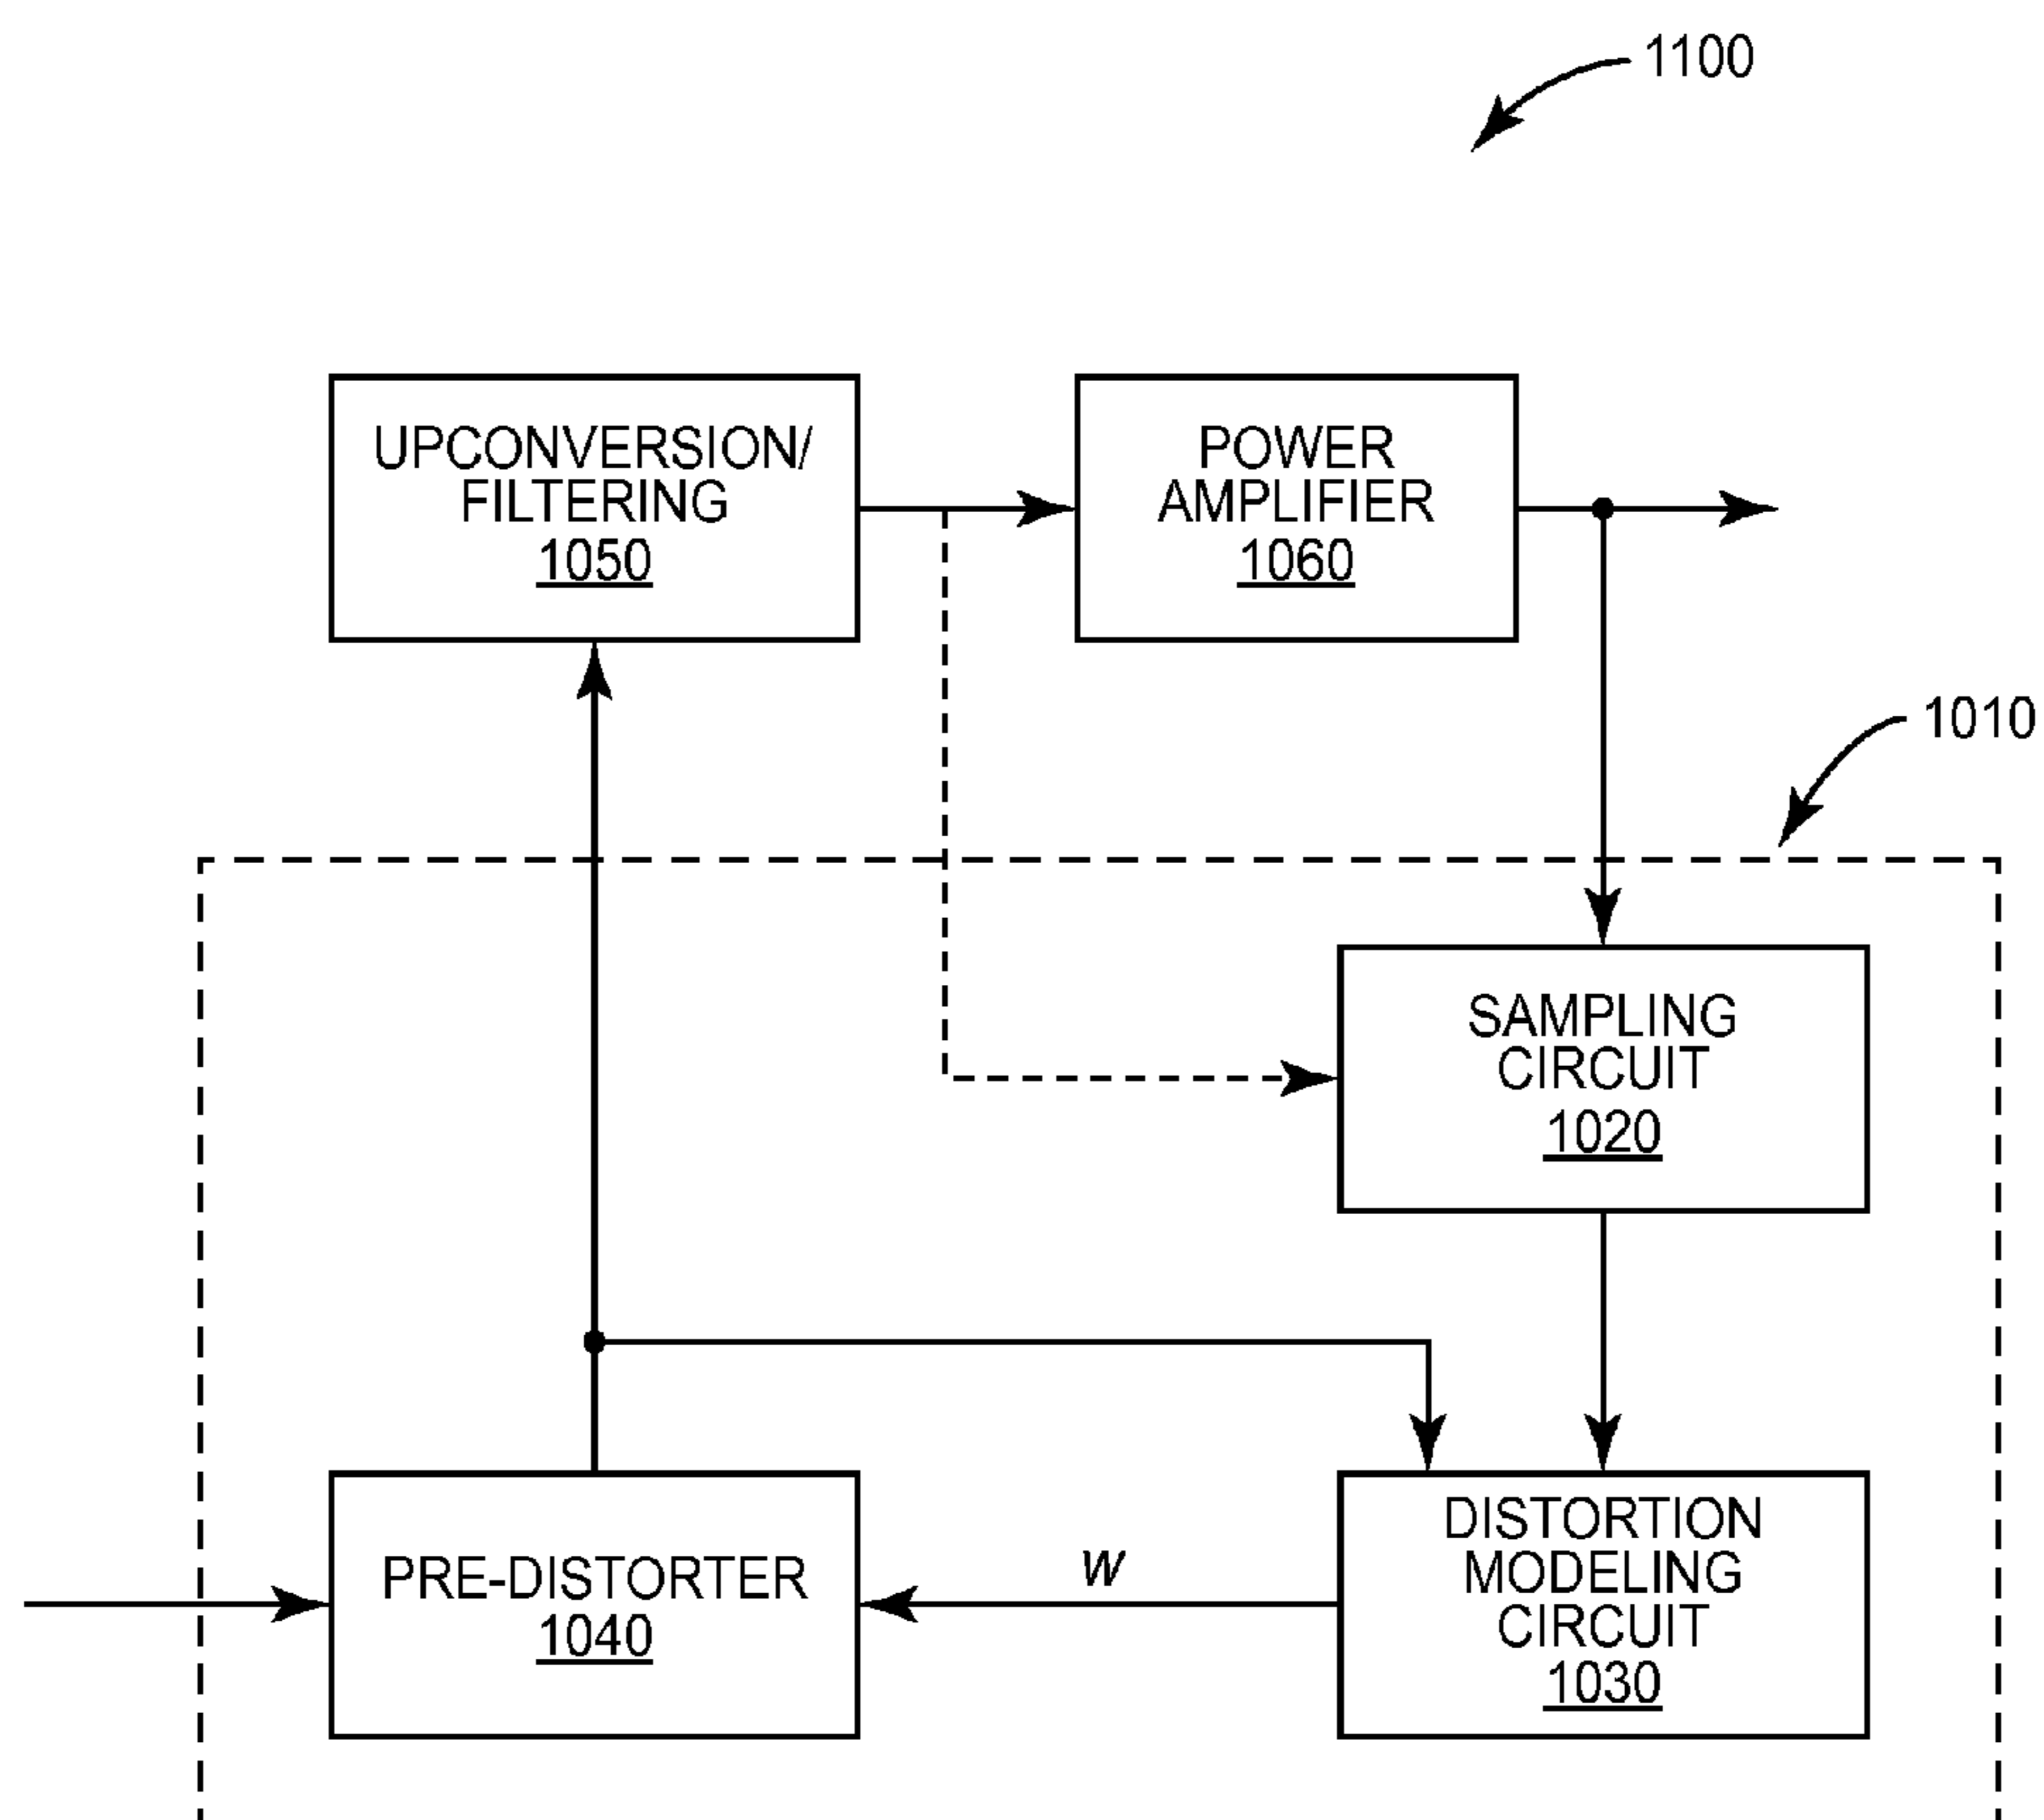 1100
UPCONVERSION/
FILTERING
1050
POWER
AMPLIFIER
1060
1010
SAMPLING
CIRCUIT
1020
PRE-DISTORTER
1040
W
DISTORTION
MODELING
CIRCUIT
1030